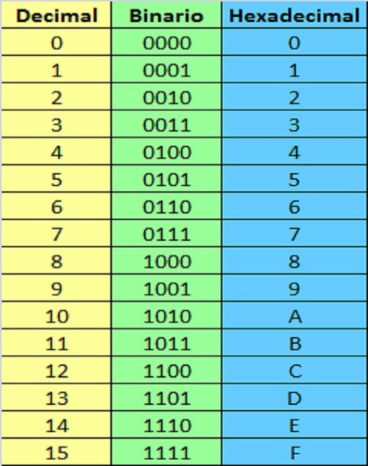 Decimal Binario Hexadecimal
0 0000 0
1 0001 1
2 0010 2
3 0011 3
4 0100 4
5 0101 5
6 0110 6
7 0111 7
8 1000 8
9 1001 9
10 1010 A
11 1011 B
12 1100 C
13 1101 D
14 1110 E
15 1111 F